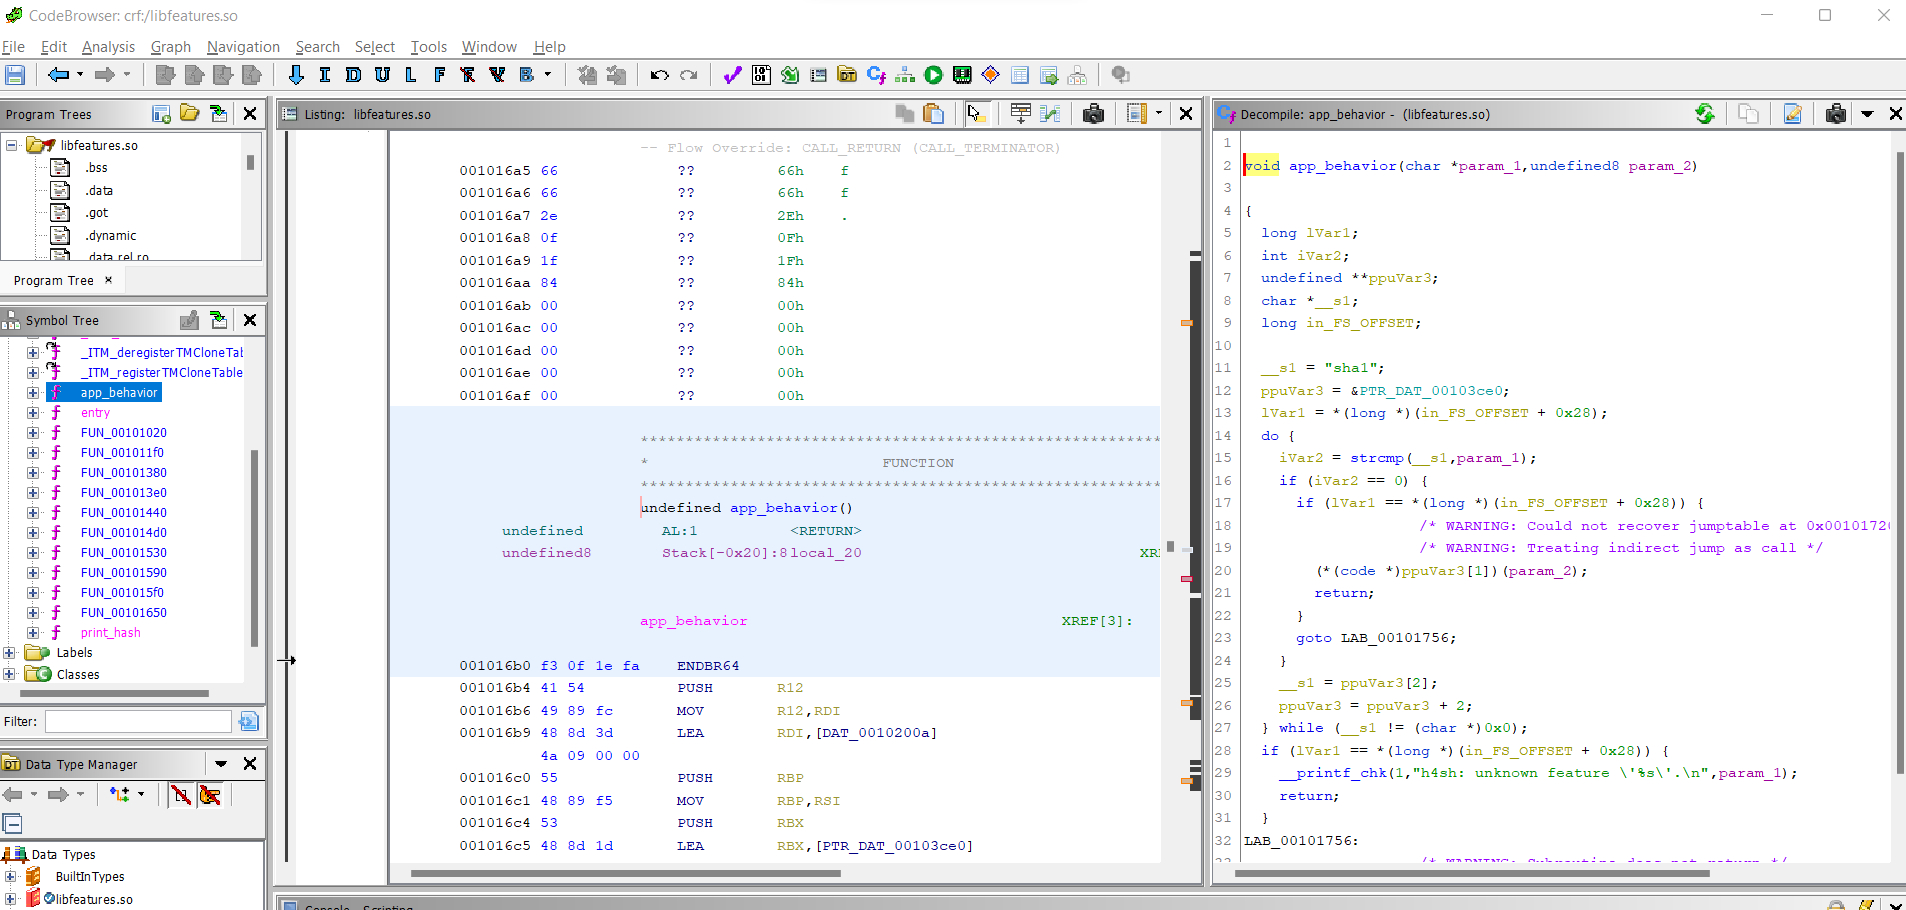 CodeBrowser: crf:/libfeatures.so
File Edit Analysis Graph Navigation Search Select Tools Window Help
I D U L F V B
Program Trees
libfeatures.so
.bss
.data
.got
.dynamic
.data.rel.ro
Program Tree ×
Symbol Tree
_ITM_deregisterTMCloneTab
_ITM_registerTMCloneTable
app_behavior
entry
FUN_00101020
FUN_001011f0
FUN_00101380
FUN_001013e0
FUN_00101440
FUN_001014d0
FUN_00101530
FUN_00101590
FUN_001015f0
FUN_00101650
print_hash
Labels
Classes
Filter:
Data Type Manager
Data Types
BuiltInTypes
libfeatures.so
Listing: libfeatures.so
-- Flow Override: CALL_RETURN (CALL_TERMINATOR)
001016a5 66 ?? 66h f
001016a6 66 ?? 66h f
001016a7 2e ?? 2Eh .
001016a8 0f ?? 0Fh
001016a9 1f ?? 1Fh
001016aa 84 ?? 84h
001016ab 00 ?? 00h
001016ac 00 ?? 00h
001016ad 00 ?? 00h
001016ae 00 ?? 00h
001016af 00 ?? 00h
* FUNCTION
undefined app_behavior()
undefined AL:1 <RETURN>
undefined8 Stack[-0x20]:8 local_20 XR
app_behavior XREF[3]:
001016b0 f3 0f 1e fa ENDBR64
001016b4 41 54 PUSH R12
001016b6 49 89 fc MOV R12,RDI
001016b9 48 8d 3d LEA RDI,[DAT_0010200a]
4a 09 00 00
001016c0 55 PUSH RBP
001016c1 48 89 f5 MOV RBP,RSI
001016c4 53 PUSH RBX
001016c5 48 8d 1d LEA RBX,[PTR_DAT_00103ce0]
Console - Scripting
Decompile: app_behavior - (libfeatures.so)
1
2 void app_behavior(char *param_1,undefined8 param_2)
3
4 {
5 long lVar1;
6 int iVar2;
7 undefined **ppuVar3;
8 char *__s1;
9 long in_FS_OFFSET;
10
11 __s1 = "sha1";
12 ppuVar3 = &PTR_DAT_00103ce0;
13 lVar1 = *(long *)(in_FS_OFFSET + 0x28);
14 do {
15 iVar2 = strcmp(__s1,param_1);
16 if (iVar2 == 0) {
17 if (lVar1 == *(long *)(in_FS_OFFSET + 0x28)) {
18 /* WARNING: Could not recover jumptable at 0x00101720
19 /* WARNING: Treating indirect jump as call */
20 (*(code *)ppuVar3[1])(param_2);
21 return;
22 }
23 goto LAB_00101756;
24 }
25 __s1 = ppuVar3[2];
26 ppuVar3 = ppuVar3 + 2;
27 } while (__s1 != (char *)0x0);
28 if (lVar1 == *(long *)(in_FS_OFFSET + 0x28)) {
29 __printf_chk(1,"h4sh: unknown feature \'%s\'.\n",param_1);
30 return;
31 }
32 LAB_00101756:
33 /* WARNING: Subroutine does not return */